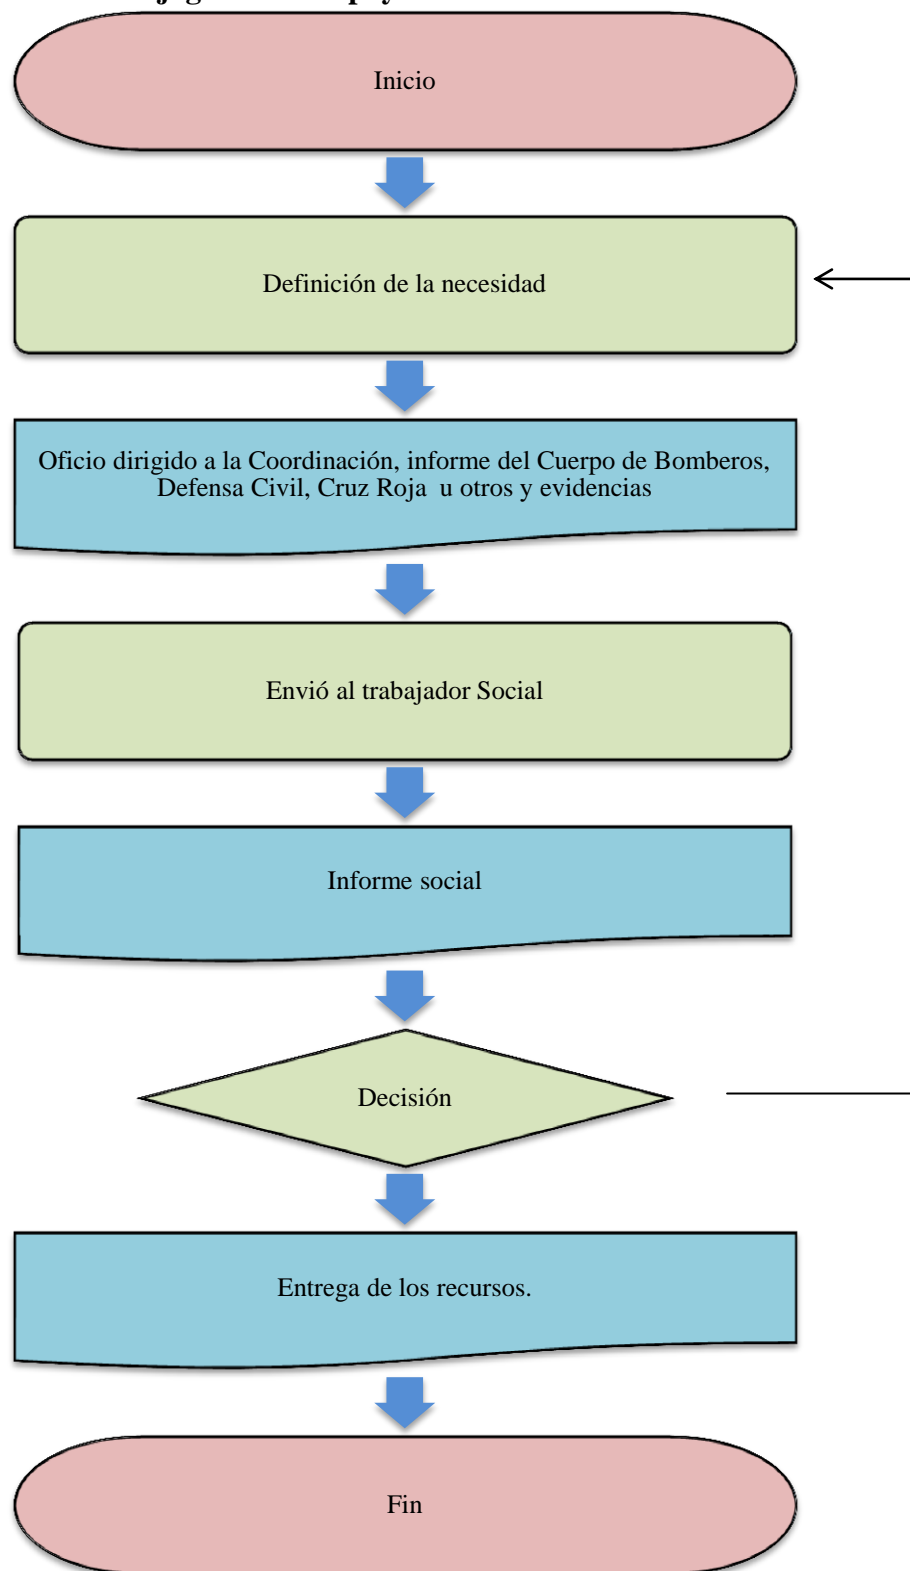 Inicio
Definición de la necesidad
Oficio dirigido a la Coordinación, informe del Cuerpo de Bomberos,
Defensa Civil, Cruz Roja u otros y evidencias
Envió al trabajador Social
Informe social
Decisión
Entrega de los recursos.
Fin